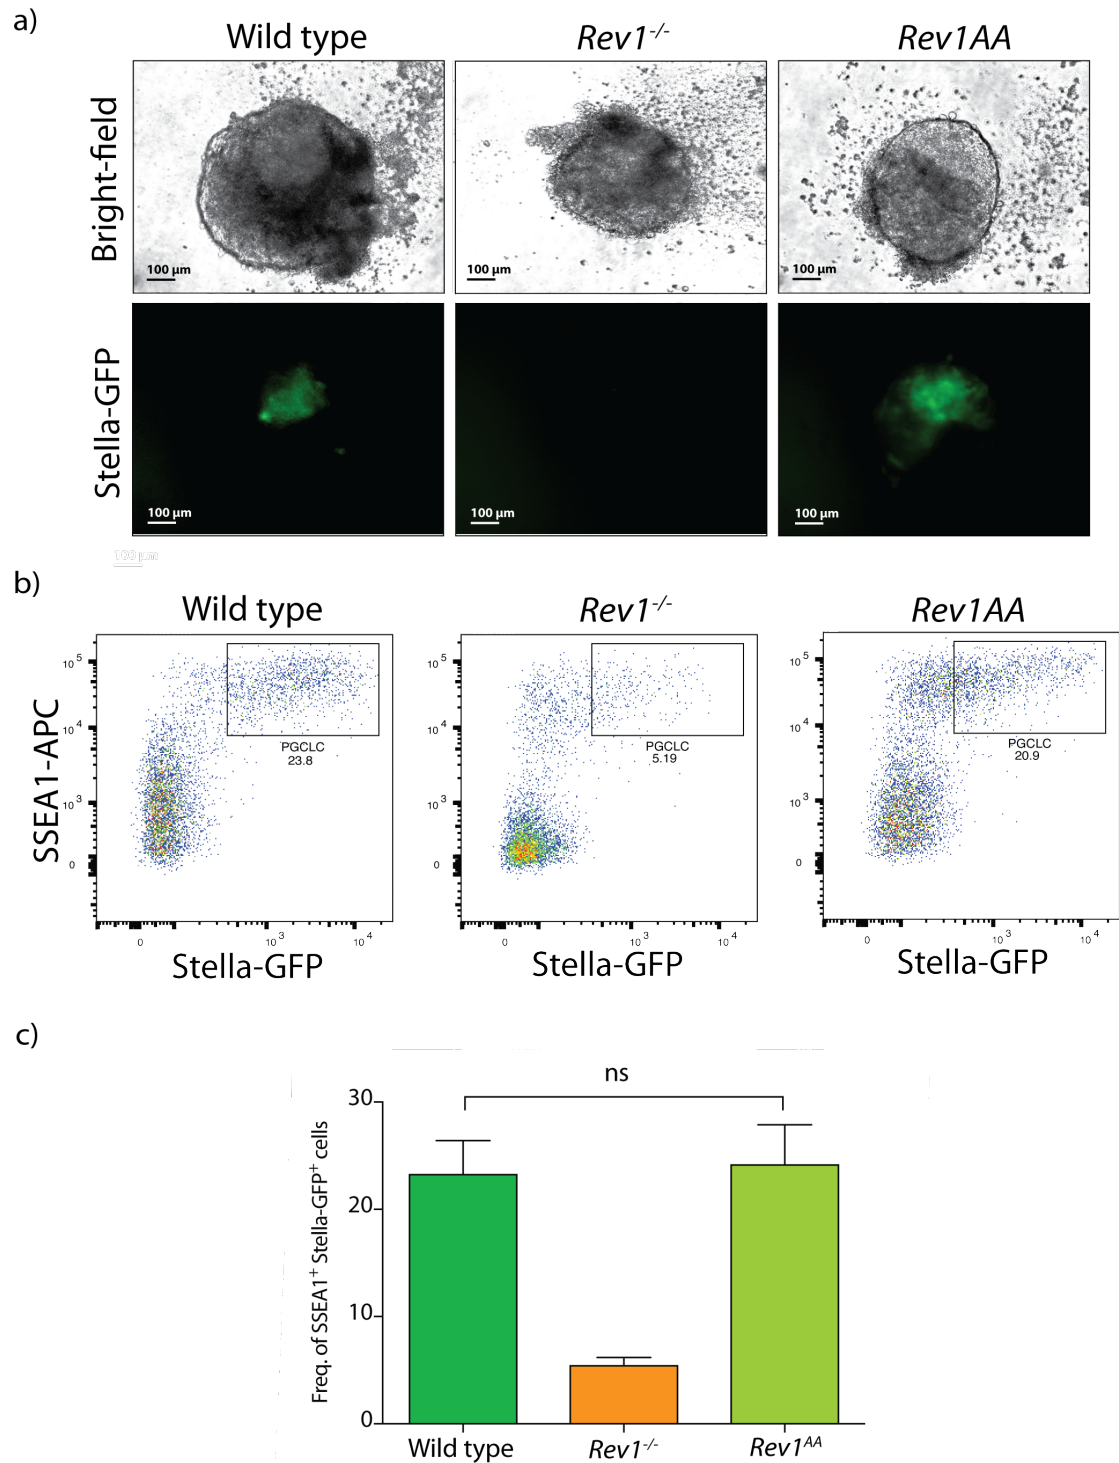 a)
Wild type
Rev1-/-
Rev1AA
Bright-field
100 µm
100 µm
100 µm
Stella-GFP
100 µm
100 µm
100 µm
100 µm
b)
Wild type
Rev1-/-
Rev1AA
SSEA1-APC
10 5
10 4
10 3
0
PGCLC
23.8
0
10 3
10 4
Stella-GFP
10 5
10 4
10 3
0
PGCLC
5.19
0
10 3
10 4
Stella-GFP
10 5
10 4
10 3
0
PGCLC
20.9
0
10 3
10 4
Stella-GFP
c)
ns
Freq. of SSEA1+ Stella-GFP+ cells
30
20
10
0
Wild type
Rev1-/-
Rev1AA